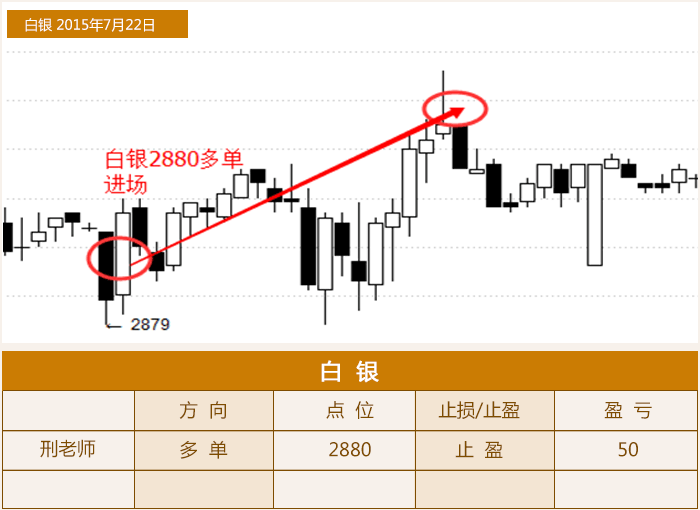 白银 2015年7月22日
白银2880多单
进场
← 2879
白银
方向 点位 止损/止盈 盈亏
刑老师 多单 2880 止盈 50